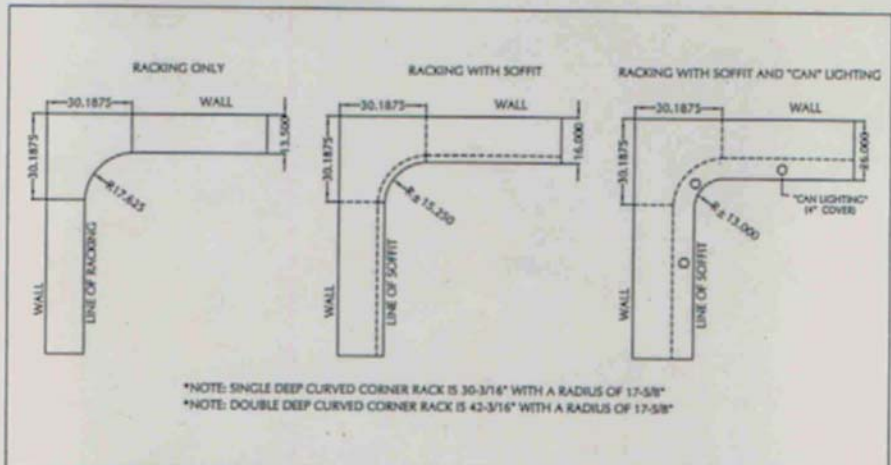 RACKING ONLY
30.1875
WALL
30.1875
13.500
R17.625
WALL
LINE OF RACKING
RACKING WITH SOFFIT
30.1875
WALL
30.1875
16.000
R ± 15.250
WALL
LINE OF SOFFIT
RACKING WITH SOFFIT AND "CAN" LIGHTING
30.1875
WALL
30.1875
26.000
R ± 13.000
"CAN LIGHTING"
(4" COVER)
WALL
LINE OF SOFFIT
*NOTE: SINGLE DEEP CURVED CORNER RACK IS 30-3/16" WITH A RADIUS OF 17-5/8"
*NOTE: DOUBLE DEEP CURVED CORNER RACK IS 42-3/16" WITH A RADIUS OF 17-5/8"